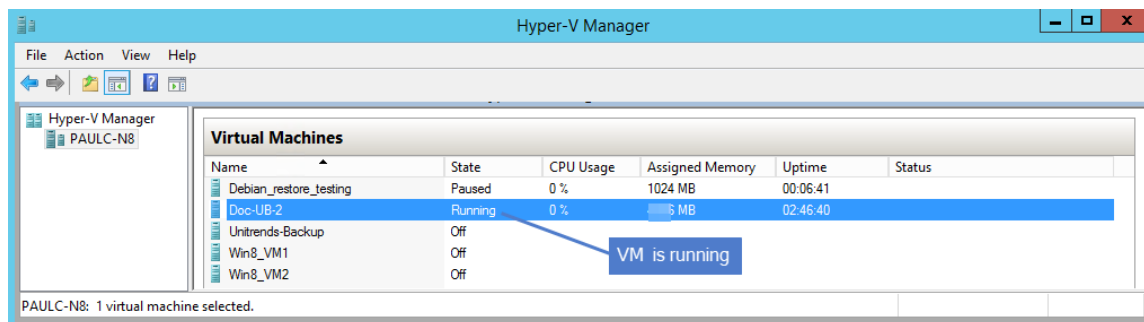 Hyper-V Manager
File Action View Help
Hyper-V Manager
PAULC-N8
Virtual Machines
Name State CPU Usage Assigned Memory Uptime Status
Debian_restore_testing Paused 0 % 1024 MB 00:06:41
Doc-UB-2 Running 0 % MB 02:46:40
Unitrends-Backup Off
Win8_VM1 Off
Win8_VM2 Off
VM is running
PAULC-N8: 1 virtual machine selected.